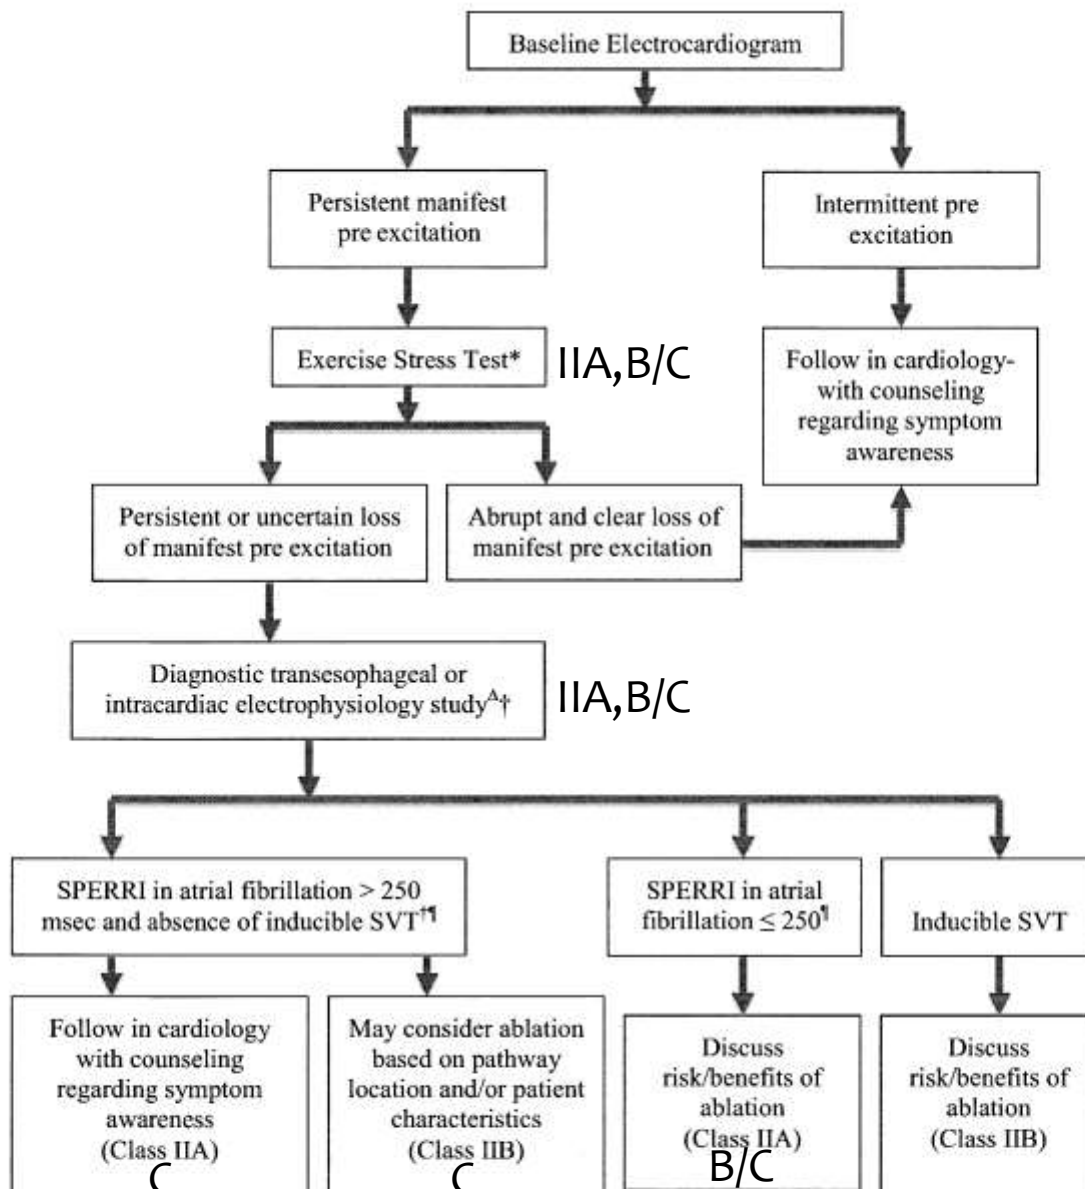 Baseline Electrocardiogram
Persistent manifest
pre excitation
Intermittent pre
excitation
Exercise Stress Test*
IIA,B/C
Follow in cardiology-
with counseling
regarding symptom
awareness
Persistent or uncertain loss
of manifest pre excitation
Abrupt and clear loss of
manifest pre excitation
Diagnostic transesophageal or
intracardiac electrophysiology study^Δ†
IIA,B/C
SPERRI in atrial fibrillation > 250
msec and absence of inducible SVT†¶
SPERRI in atrial
fibrillation ≤ 250¶
Inducible SVT
Follow in cardiology
with counseling
regarding symptom
awareness
(Class IIA)
C
May consider ablation
based on pathway
location and/or patient
characteristics
(Class IIB)
C
Discuss
risk/benefits of
ablation
(Class IIA)
B/C
Discuss
risk/benefits of
ablation
(Class IIB)